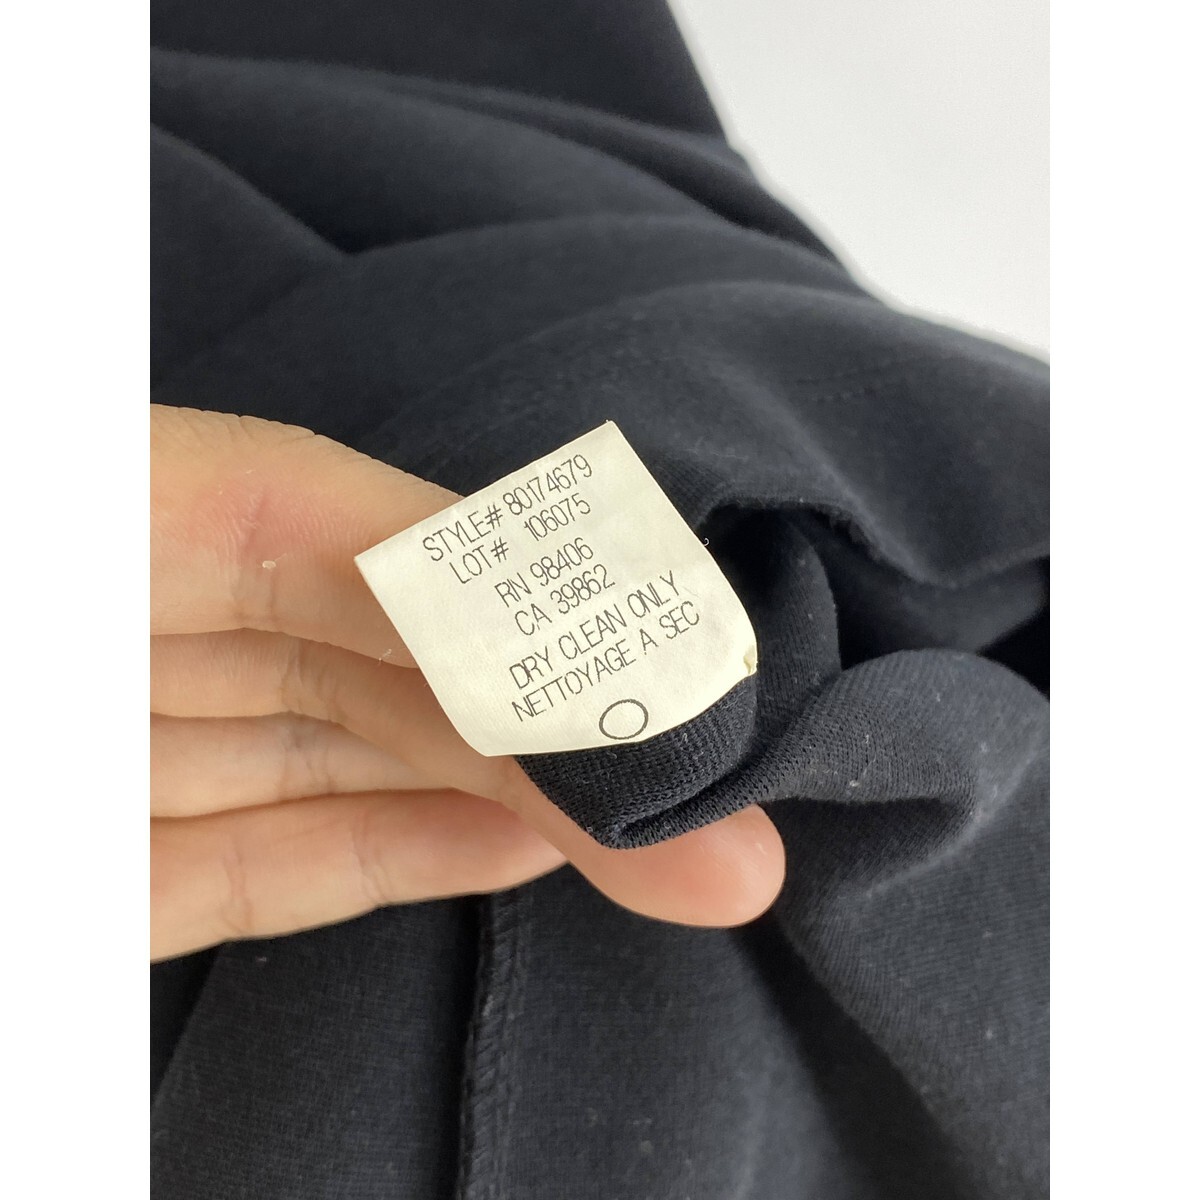 STYLE# 80174679
LOT# 106075
RN 98406
CA 39862
DRY CLEAN ONLY
NETTOYAGE A SEC